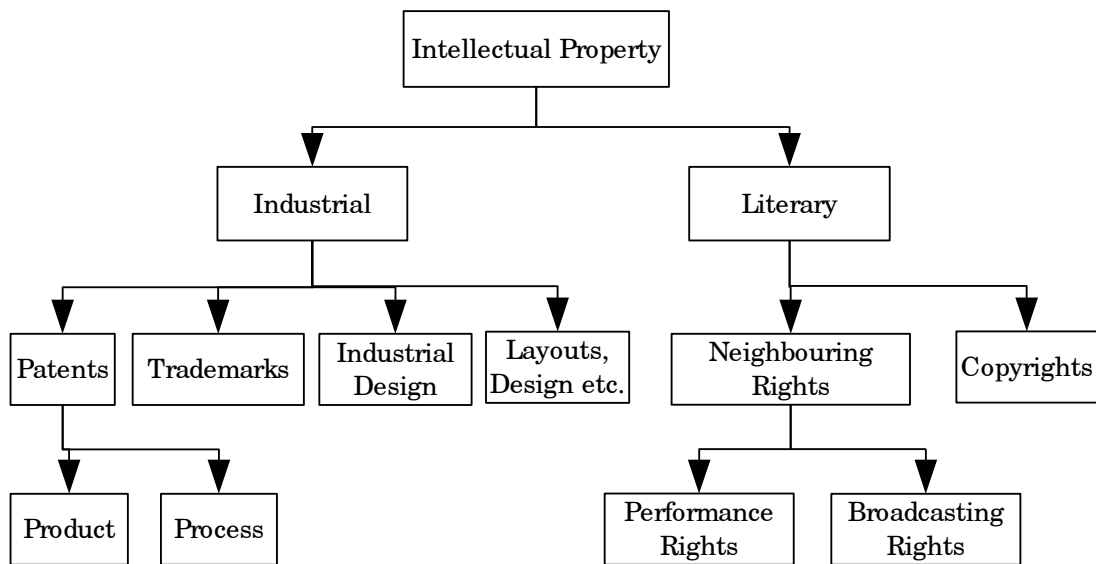 Intellectual Property
Industrial
Literary
Patents
Trademarks
Industrial
Design
Layouts,
Design etc.
Neighbouring
Rights
Copyrights
Product
Process
Performance
Rights
Broadcasting
Rights